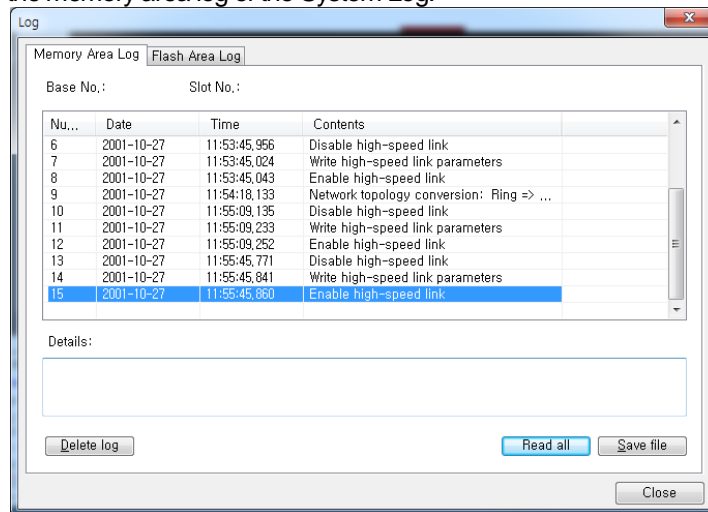 the memory area log of the System Log.
Log
Memory Area Log Flash Area Log
Base No.: Slot No.:
Nu... Date Time Contents
6 2001-10-27 11:53:45,956 Disable high-speed link
7 2001-10-27 11:53:45,024 Write high-speed link parameters
8 2001-10-27 11:53:45,043 Enable high-speed link
9 2001-10-27 11:54:18,133 Network topology conversion: Ring => ...
10 2001-10-27 11:55:09,135 Disable high-speed link
11 2001-10-27 11:55:09,233 Write high-speed link parameters
12 2001-10-27 11:55:09,252 Enable high-speed link
13 2001-10-27 11:55:45,771 Disable high-speed link
14 2001-10-27 11:55:45,841 Write high-speed link parameters
15 2001-10-27 11:55:45,860 Enable high-speed link
Details:
Delete log Read all Save file
Close